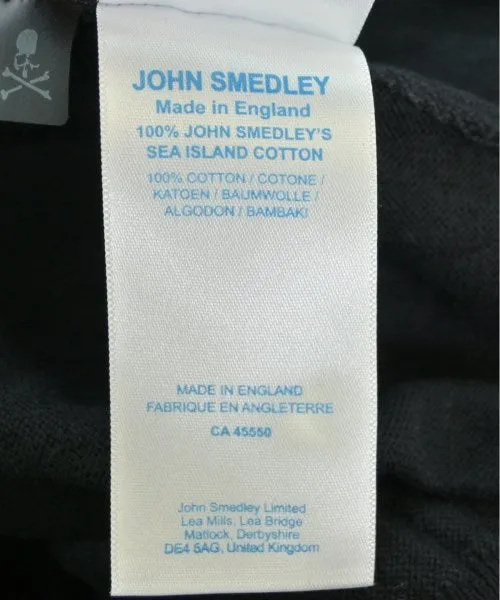 JOHN SMEDLEY
Made in England
100% JOHN SMEDLEY'S
SEA ISLAND COTTON
100% COTTON / COTONE /
KATOEN / BAUMWOLLE /
ALGODON / BAMBAKI
MADE IN ENGLAND
FABRIQUE EN ANGLETERRE
CA 45550
John Smedley Limited
Lea Mills, Lea Bridge
Matlock, Derbyshire
DE4 5AG, United Kingdom